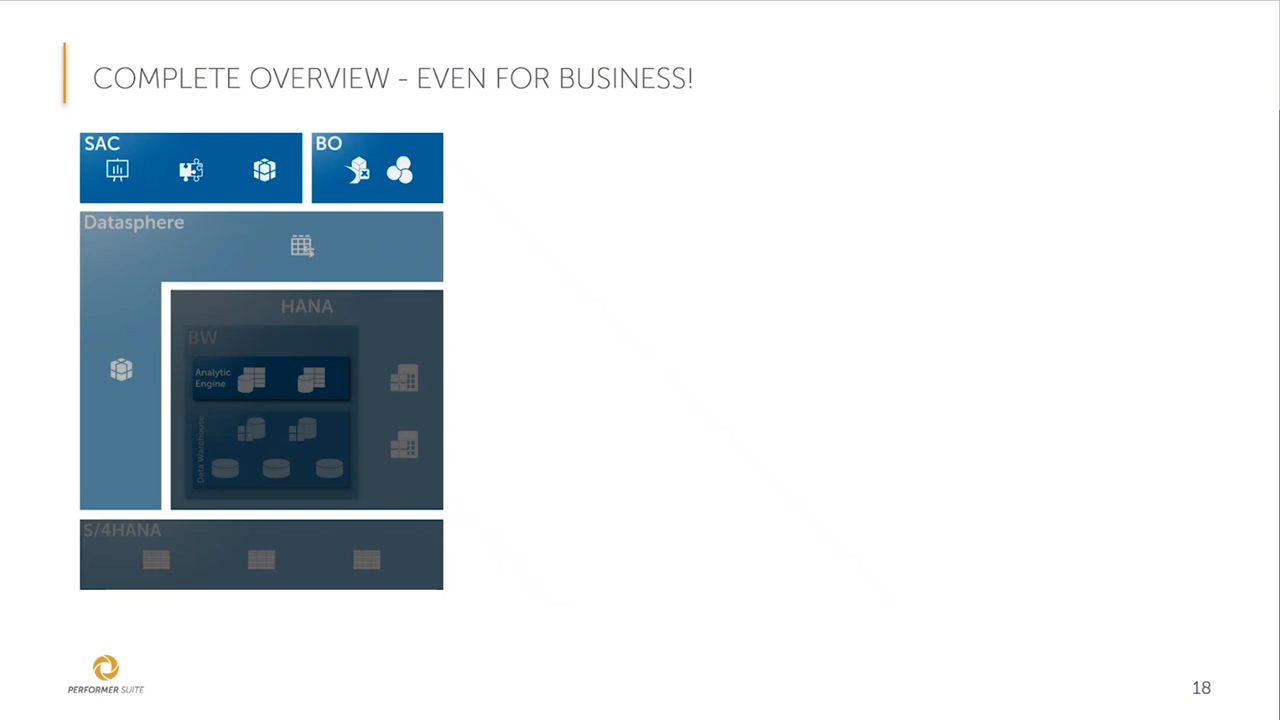 COMPLETE OVERVIEW - EVEN FOR BUSINESS!
SAC
BO
Datasphere
HANA
BW
Analytic
Engine
Data Warehouse
S/4HANA
PERFORMER SUITE
18